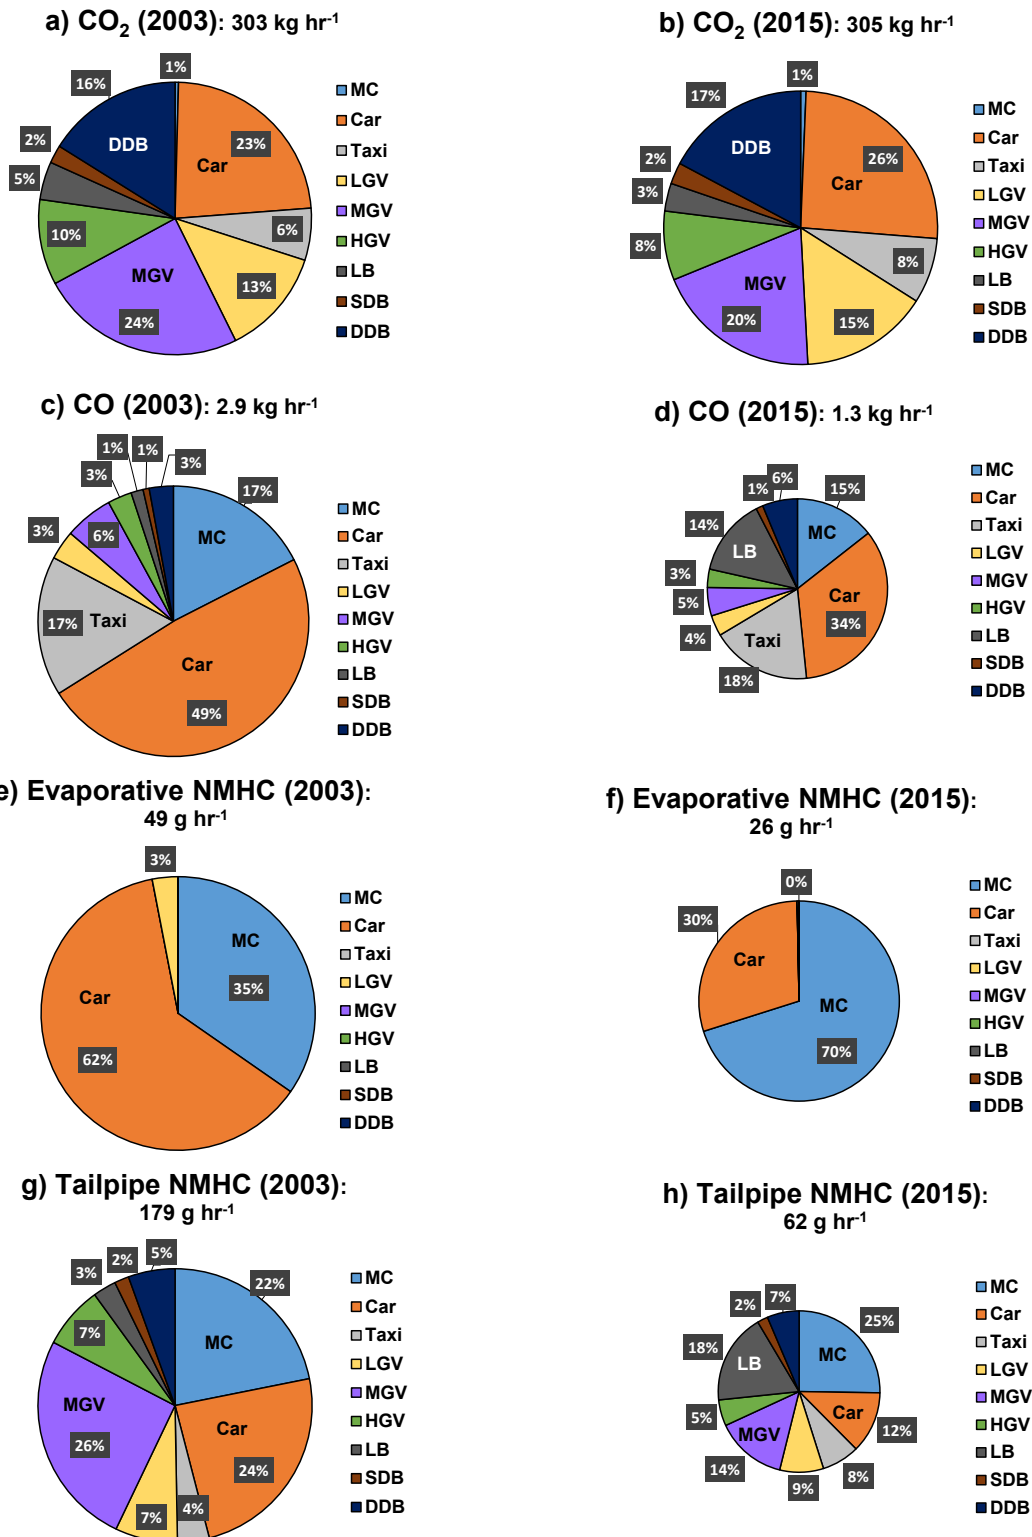 a) CO₂ (2003): 303 kg hr⁻¹
1%
16%
2%
5%
10%
24%
13%
6%
23%
DDB
Car
MGV
MC
Car
Taxi
LGV
MGV
HGV
LB
SDB
DDB
b) CO₂ (2015): 305 kg hr⁻¹
1%
17%
2%
3%
8%
20%
15%
8%
26%
DDB
Car
MGV
MC
Car
Taxi
LGV
MGV
HGV
LB
SDB
DDB
c) CO (2003): 2.9 kg hr⁻¹
1%
1%
3%
3%
3%
6%
17%
49%
17%
MC
Taxi
Car
MC
Car
Taxi
LGV
MGV
HGV
LB
SDB
DDB
d) CO (2015): 1.3 kg hr⁻¹
1%
6%
15%
14%
3%
5%
4%
18%
34%
LB
Car
Taxi
MC
Car
Taxi
LGV
MGV
HGV
LB
SDB
DDB
e) Evaporative NMHC (2003):
49 g hr⁻¹
3%
MC
35%
Car
62%
MC
Car
Taxi
LGV
MGV
HGV
LB
SDB
DDB
f) Evaporative NMHC (2015):
26 g hr⁻¹
0%
30%
Car
MC
70%
MC
Car
Taxi
LGV
MGV
HGV
LB
SDB
DDB
g) Tailpipe NMHC (2003):
179 g hr⁻¹
5%
2%
3%
22%
7%
MC
MGV
26%
Car
24%
4%
7%
MC
Car
Taxi
LGV
MGV
HGV
LB
SDB
DDB
h) Tailpipe NMHC (2015):
62 g hr⁻¹
7%
2%
25%
18%
LB
MC
5%
Car
12%
MGV
14%
8%
9%
MC
Car
Taxi
LGV
MGV
HGV
LB
SDB
DDB